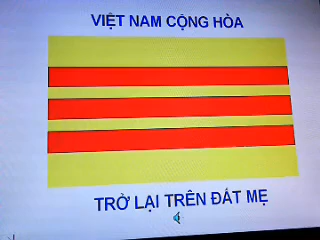 VIỆT NAM CỘNG HÒA
TRỞ LẠI TRÊN ĐẤT MẸ